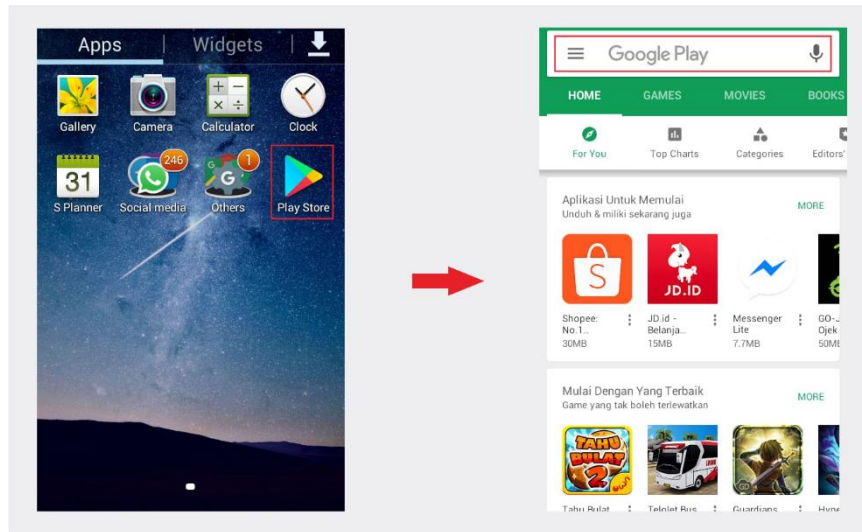 Apps
Widgets
Gallery
Camera
Calculator
Clock
31
246
G
1
S Planner
Social media
Others
Play Store
Google Play
HOME
GAMES
MOVIES
BOOKS
For You
Top Charts
Categories
Editors'
Aplikasi Untuk Memulai
Unduh & miliki sekarang juga
MORE
S
JD.ID
Shopee:
No.1...
30MB
JD.id -
Belanja...
15MB
Messenger
Lite
7.7MB
GO-J
Ojek
50MB
Mulai Dengan Yang Terbaik
Game yang tak boleh terlewatkan
MORE
TAHU
BULAT
2
Tahu Bulat
Telolet Bus
Guardians
Hype